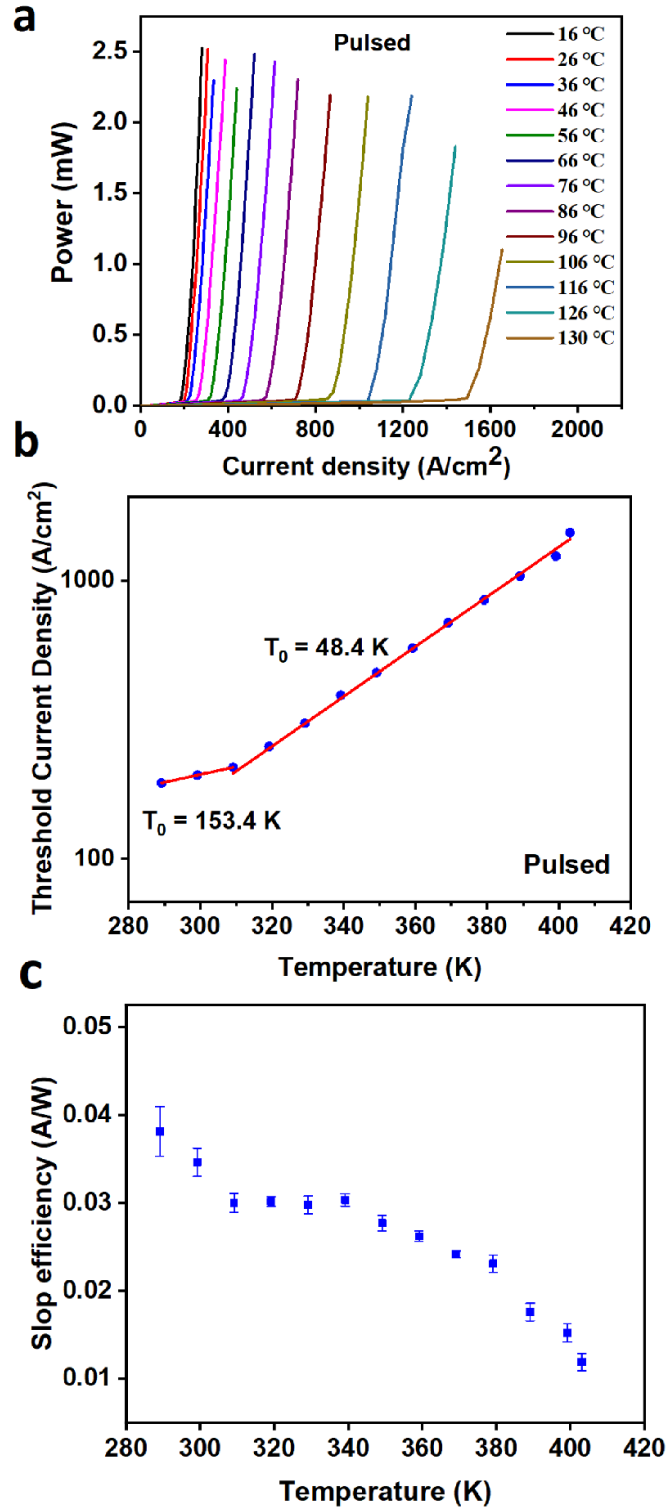 a
Pulsed
16 °C
26 °C
36 °C
46 °C
56 °C
66 °C
76 °C
86 °C
96 °C
106 °C
116 °C
126 °C
130 °C
Power (mW)
2.5
2.0
1.5
1.0
0.5
0.0
0 400 800 1200 1600 2000
Current density (A/cm²)
b
Threshold Current Density (A/cm²)
1000
100
T₀ = 48.4 K
T₀ = 153.4 K
Pulsed
280 300 320 340 360 380 400 420
Temperature (K)
c
Slop efficiency (A/W)
0.05
0.04
0.03
0.02
0.01
280 300 320 340 360 380 400 420
Temperature (K)